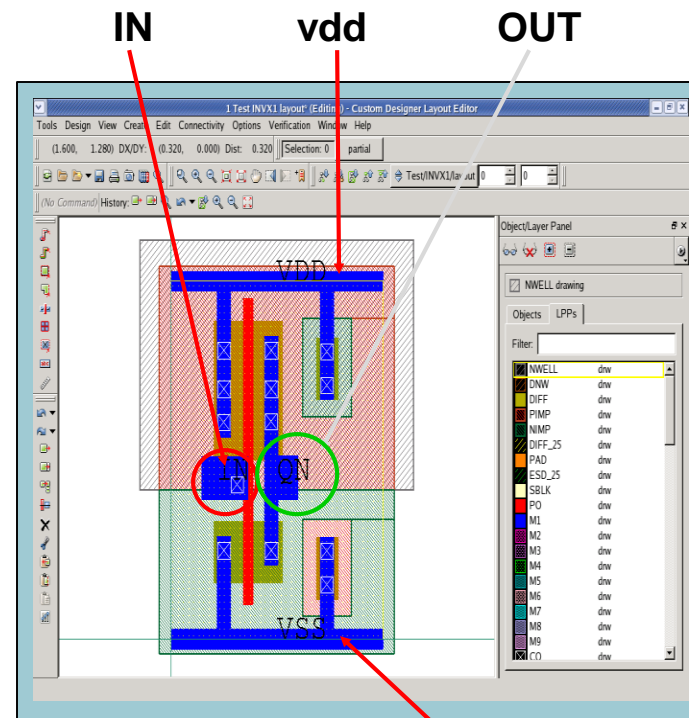 IN vdd OUT
1 Test INVX1 layout* (Editing) - Custom Designer Layout Editor
Tools Design View Create Edit Connectivity Options Verification Window Help
(1.600, 1.280) DX/DY: (0.320, 0.000) Dist: 0.320 Selection: 0 partial
Test/INVX1/layout 0 0
(No Command) History:
Object/Layer Panel
NWELL drawing
Objects LPPs
Filter:
NWELL drw
DNW drw
DIFF drw
PIMP drw
NIMP drw
DIFF_25 drw
PAD drw
ESD_25 drw
SBLK drw
PO drw
M1 drw
M2 drw
M3 drw
M4 drw
M5 drw
M6 drw
M7 drw
M8 drw
M9 drw
CO drw
VDD
IN QN
VSS